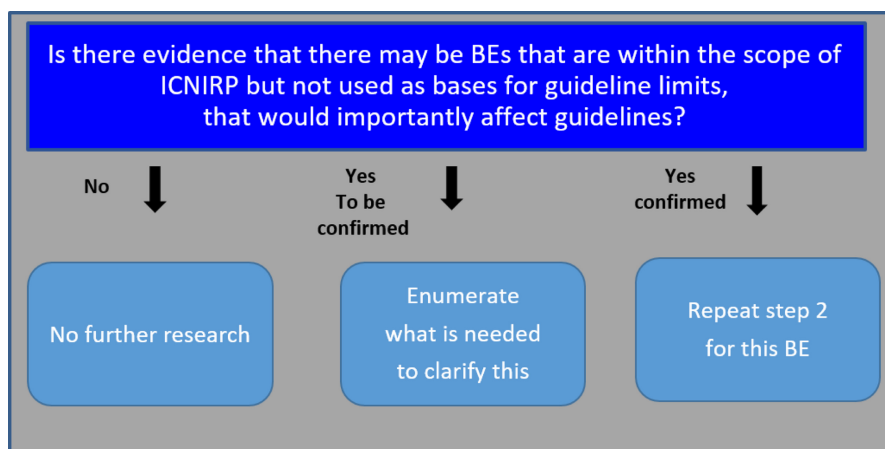 Is there evidence that there may be BEs that are within the scope of
ICNIRP but not used as bases for guideline limits,
that would importantly affect guidelines?
No
Yes
To be
confirmed
Yes
confirmed
No further research
Enumerate
what is needed
to clarify this
Repeat step 2
for this BE